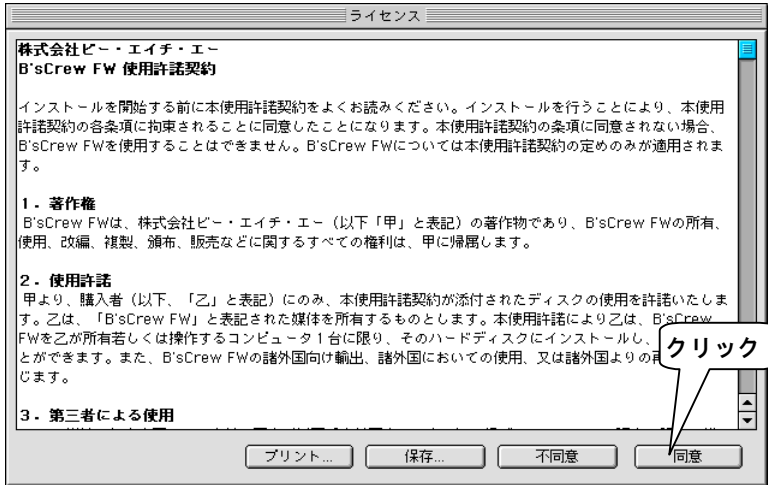 ライセンス
株式会社ビー・エイチ・エー
B'sCrew FW 使用許諾契約
インストールを開始する前に本使用許諾契約をよくお読みください。インストールを行うことにより、本使用
許諾契約の各条項に拘束されることに同意したことになります。本使用許諾契約の条項に同意されない場合、
B'sCrew FWを使用することはできません。B'sCrew FWについては本使用許諾契約の定めのみが適用されま
す。
1．著作権
B'sCrew FWは、株式会社ビー・エイチ・エー（以下「甲」と表記）の著作物であり、B'sCrew FWの所有、
使用、改編、複製、頒布、販売などに関するすべての権利は、甲に帰属します。
2．使用許諾
甲より、購入者（以下、「乙」と表記）にのみ、本使用許諾契約が添付されたディスクの使用を許諾いたしま
す。乙は、「B'sCrew FW」と表記された媒体を所有するものとします。本使用許諾により乙は、B'sCrew
FWを乙が所有若しくは操作するコンピュータ1台に限り、そのハードディスクにインストールし、
とができます。また、B'sCrew FWの諸外国向け輸出、諸外国においての使用、又は諸外国よりの再
じます。
3．第三者による使用
クリック
プリント... 保存... 不同意 同意